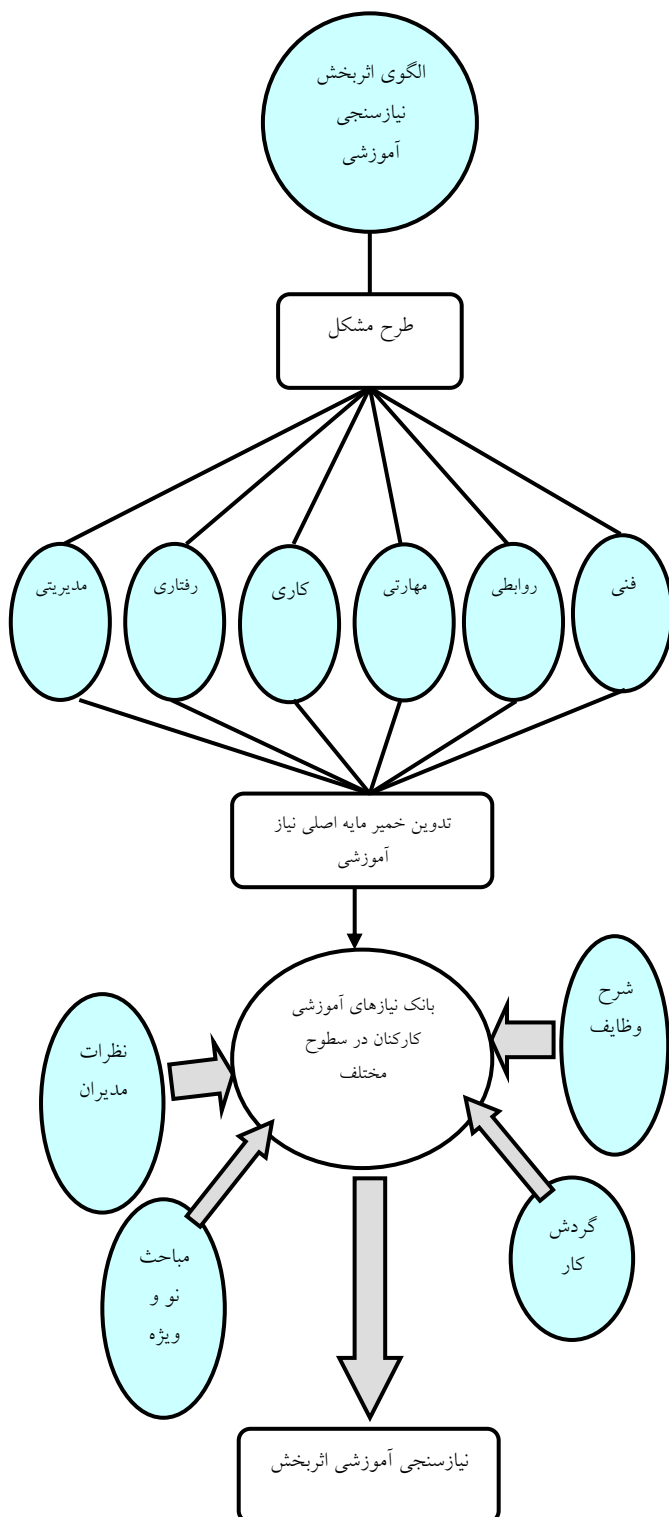 الگوی اثربخش
نیازسنجی
آموزشی
طرح مشکل
فنی
روابطی
مهارتی
کاری
رفتاری
مدیریتی
تدوین خمیر مایه اصلی نیاز
آموزشی
بانک نیازهای آموزشی
کارکنان در سطوح
مختلف
شرح
وظایف
نظرات
مدیران
گردش
کار
مباحث
نو و
ویژه
نیازسنجی آموزشی اثربخش